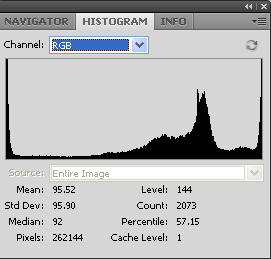 NAVIGATOR HISTOGRAM INFO
Channel: RGB
Source: Entire Image
Mean: 95.52 Level: 144
Std Dev: 95.90 Count: 2073
Median: 92 Percentile: 57.15
Pixels: 262144 Cache Level: 1